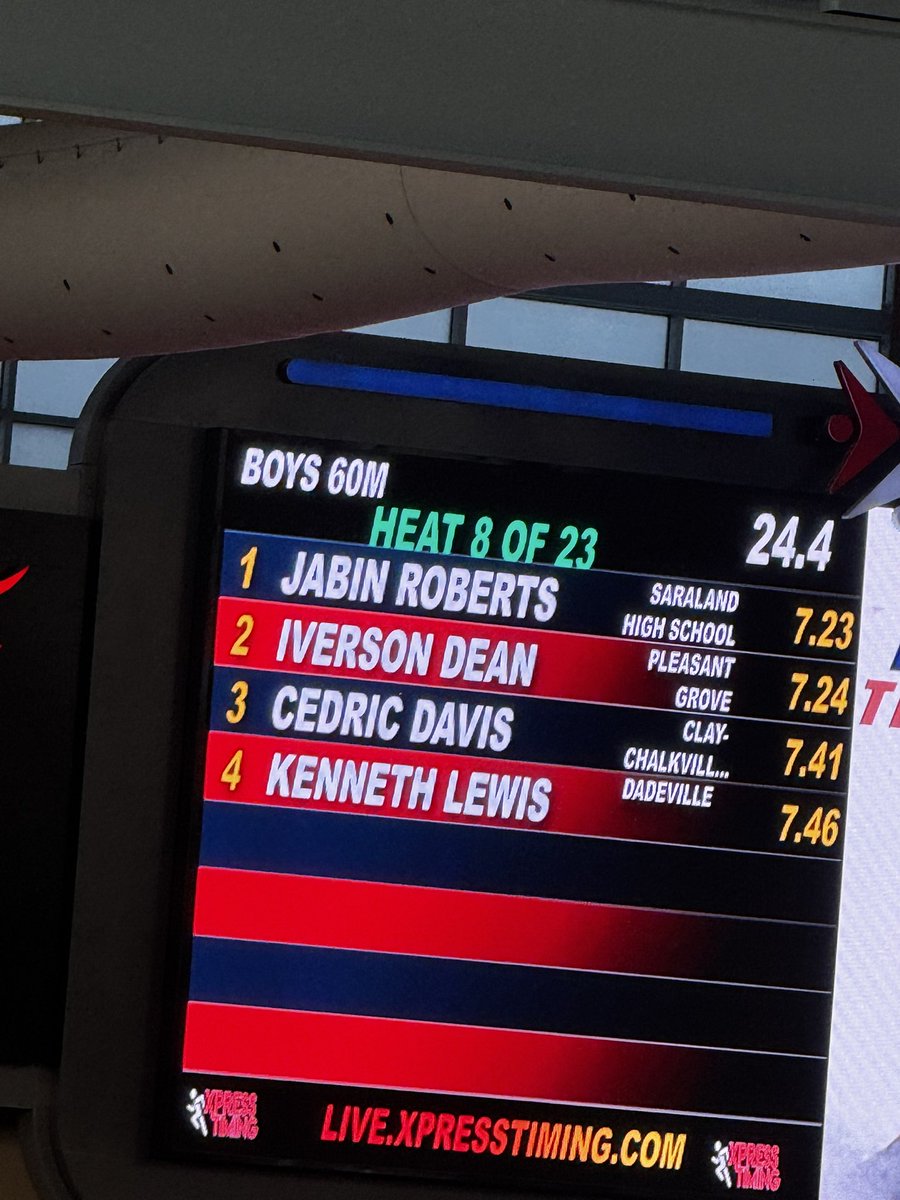 BOYS 60M
HEAT 8 OF 23
24.4
1 JABIN ROBERTS SARALAND HIGH SCHOOL 7.23
2 IVERSON DEAN PLEASANT GROVE 7.24
3 CEDRIC DAVIS CLAY-CHALKVILL... 7.41
4 KENNETH LEWIS DADEVILLE 7.46
XPRESS
TIMING
LIVE.XPRESSTIMING.COM
XPRESS
TIMING